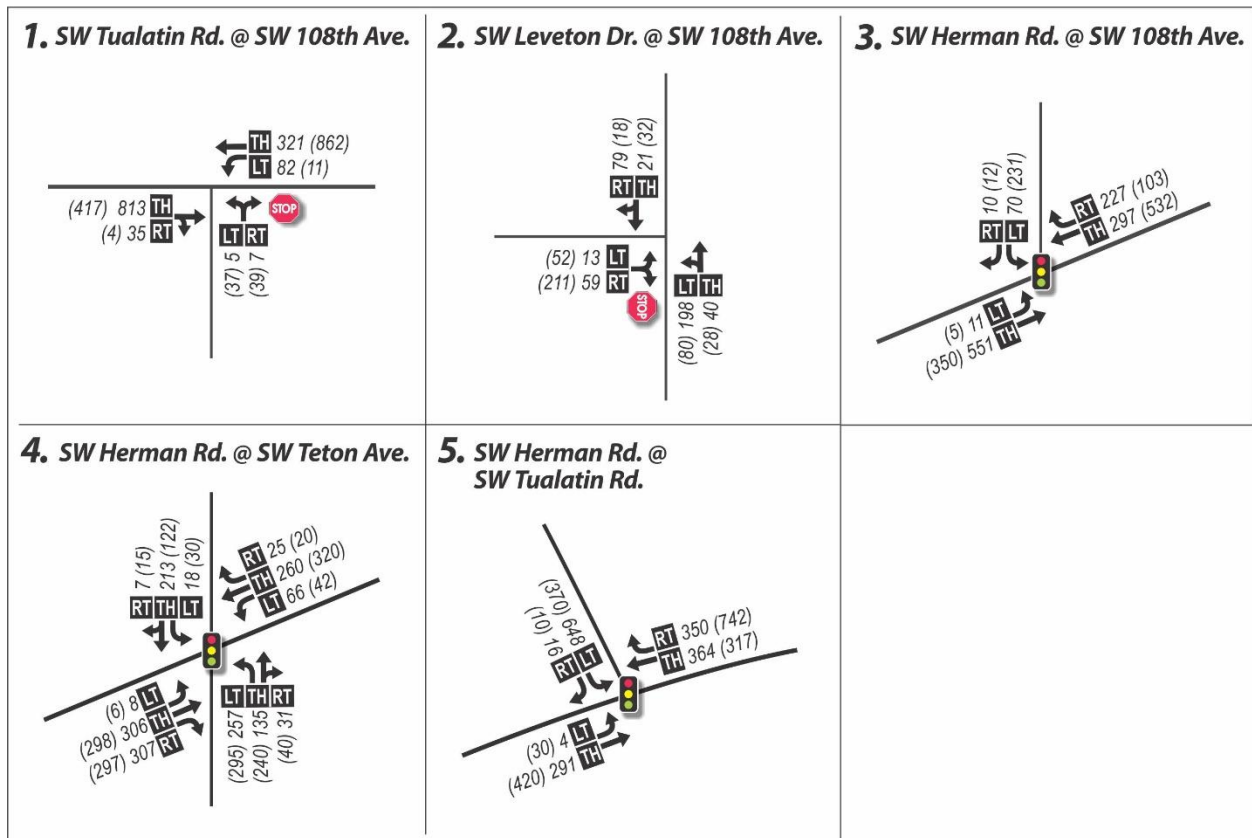 1. SW Tualatin Rd. @ SW 108th Ave.
TH 321 (862)
LT 82 (11)
(417) 813 TH
(4) 35 RT
STOP
LT RT
(37) 5
(39) 7
2. SW Leveton Dr. @ SW 108th Ave.
79 (18)
21 (32)
RT TH
(52) 13 LT
(211) 59 RT
STOP
LT TH
(80) 198
(28) 40
3. SW Herman Rd. @ SW 108th Ave.
10 (12)
70 (231)
RT LT
RT 227 (103)
TH 297 (532)
(5) 11 LT
(350) 551 TH
4. SW Herman Rd. @ SW Teton Ave.
7 (15)
213 (122)
18 (30)
RT TH LT
RT 25 (20)
TH 260 (320)
LT 66 (42)
(6) 8 LT
(298) 306 TH
(297) 307 RT
LT TH RT
(295) 257
(240) 135
(40) 31
5. SW Herman Rd. @
SW Tualatin Rd.
(370) 648
(10) 16
RT LT
RT 350 (742)
TH 364 (317)
(30) 4 LT
(420) 291 TH